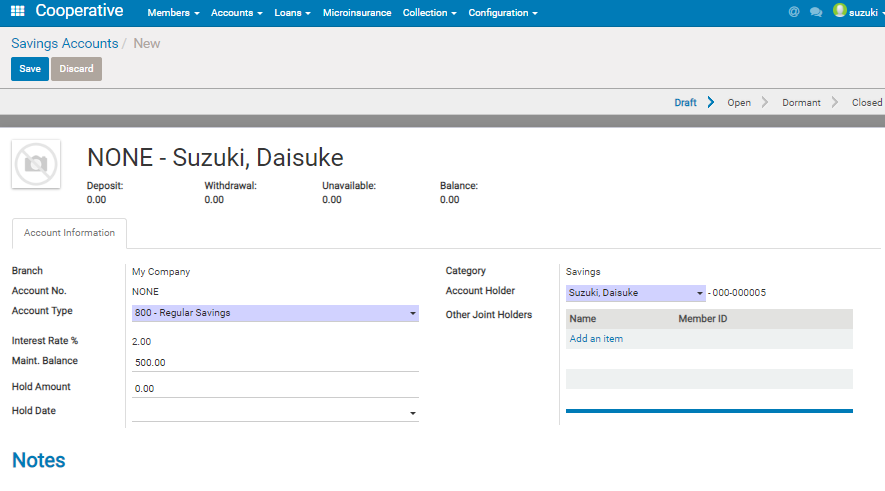 Cooperative Members Accounts Loans Microinsurance Collection Configuration @ suzuki
Savings Accounts / New
Save Discard
Draft Open Dormant Closed
NONE - Suzuki, Daisuke
Deposit: Withdrawal: Unavailable: Balance:
0.00 0.00 0.00 0.00
Account Information
Branch My Company
Account No. NONE
Account Type 800 - Regular Savings
Interest Rate % 2.00
Maint. Balance 500.00
Hold Amount 0.00
Hold Date
Category Savings
Account Holder Suzuki, Daisuke - 000-000005
Other Joint Holders Name Member ID
Add an item
Notes